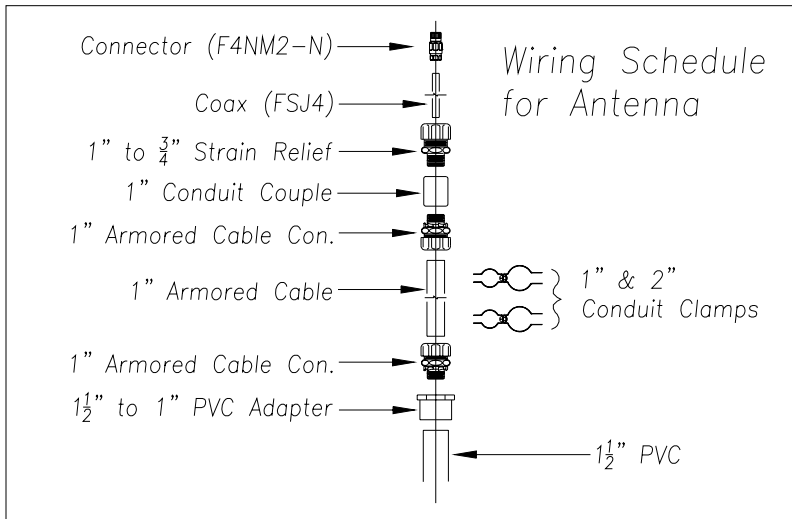 Connector (F4NM2-N)
Wiring Schedule
for Antenna
Coax (FSJ4)
1" to 3/4" Strain Relief
1" Conduit Couple
1" Armored Cable Con.
1" Armored Cable
1" & 2"
Conduit Clamps
1" Armored Cable Con.
1 1/2" to 1" PVC Adapter
1 1/2" PVC